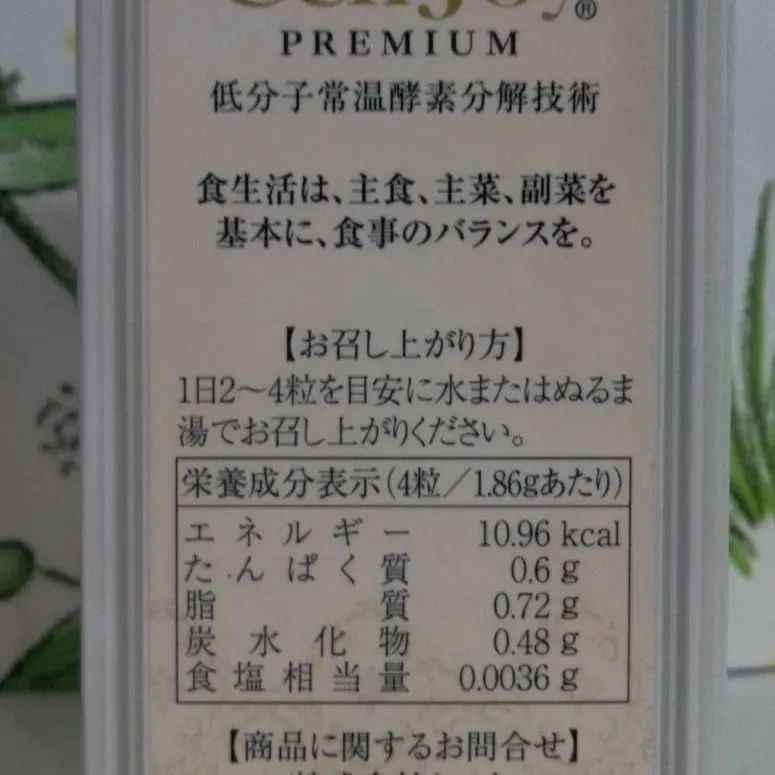 PREMIUM
低分子常温酵素分解技術
食生活は、主食、主菜、副菜を
基本に、食事のバランスを。
【お召し上がり方】
1日2〜4粒を目安に水またはぬるま
湯でお召し上がりください。
栄養成分表示(4粒/1.86gあたり)
エネルギー 10.96 kcal
たんぱく質 0.6 g
脂質 0.72 g
炭水化物 0.48 g
食塩相当量 0.0036 g
【商品に関するお問合せ】